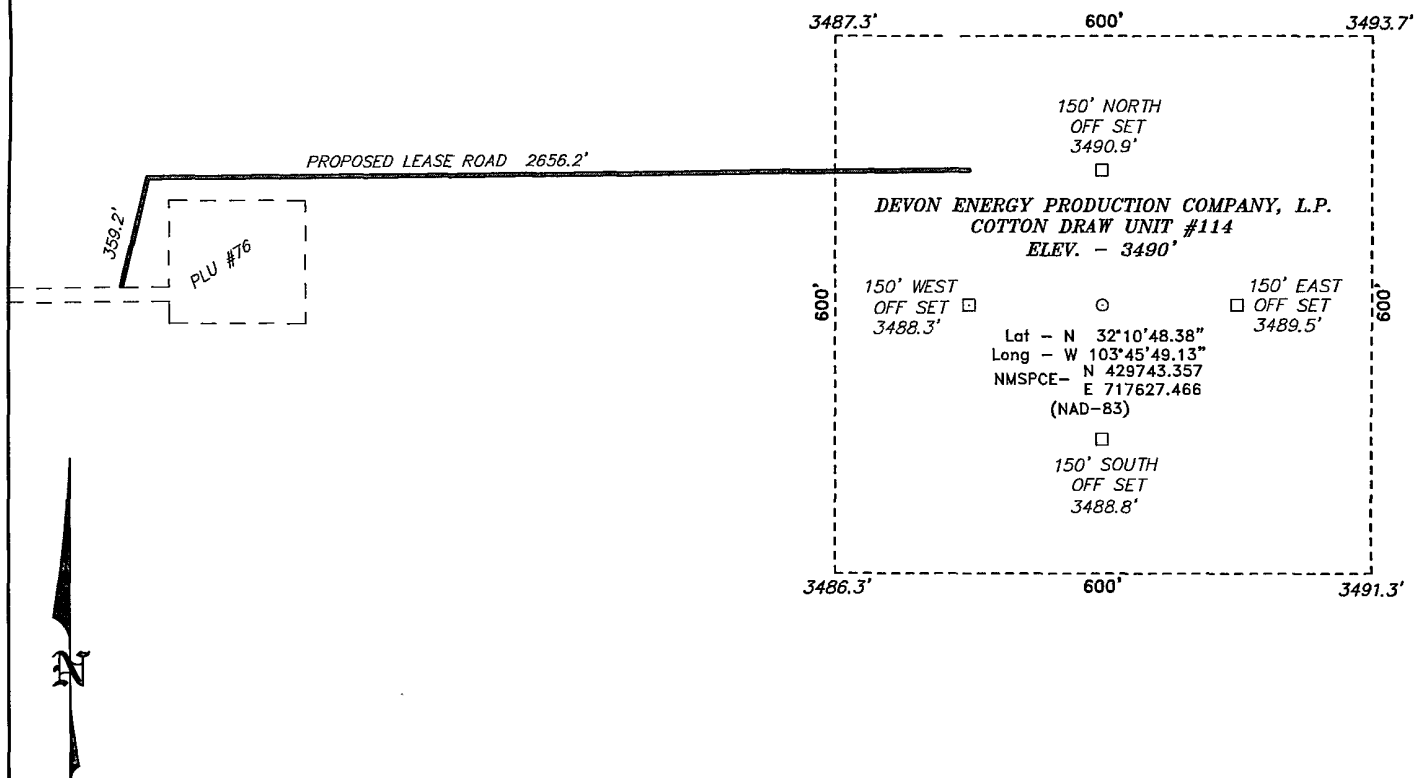 3487.3' 600' 3493.7'
150' NORTH
OFF SET
3490.9'
PROPOSED LEASE ROAD 2656.2'
359.2'
PLU #76
DEVON ENERGY PRODUCTION COMPANY, L.P.
COTTON DRAW UNIT #114
ELEV. - 3490'
600'
150' WEST
OFF SET
3488.3'
150' EAST
OFF SET
3489.5'
600'
Lat - N 32°10'48.38"
Long - W 103°45'49.13"
NMSPCE- N 429743.357
E 717627.466
(NAD-83)
150' SOUTH
OFF SET
3488.8'
3486.3' 600' 3491.3'
N